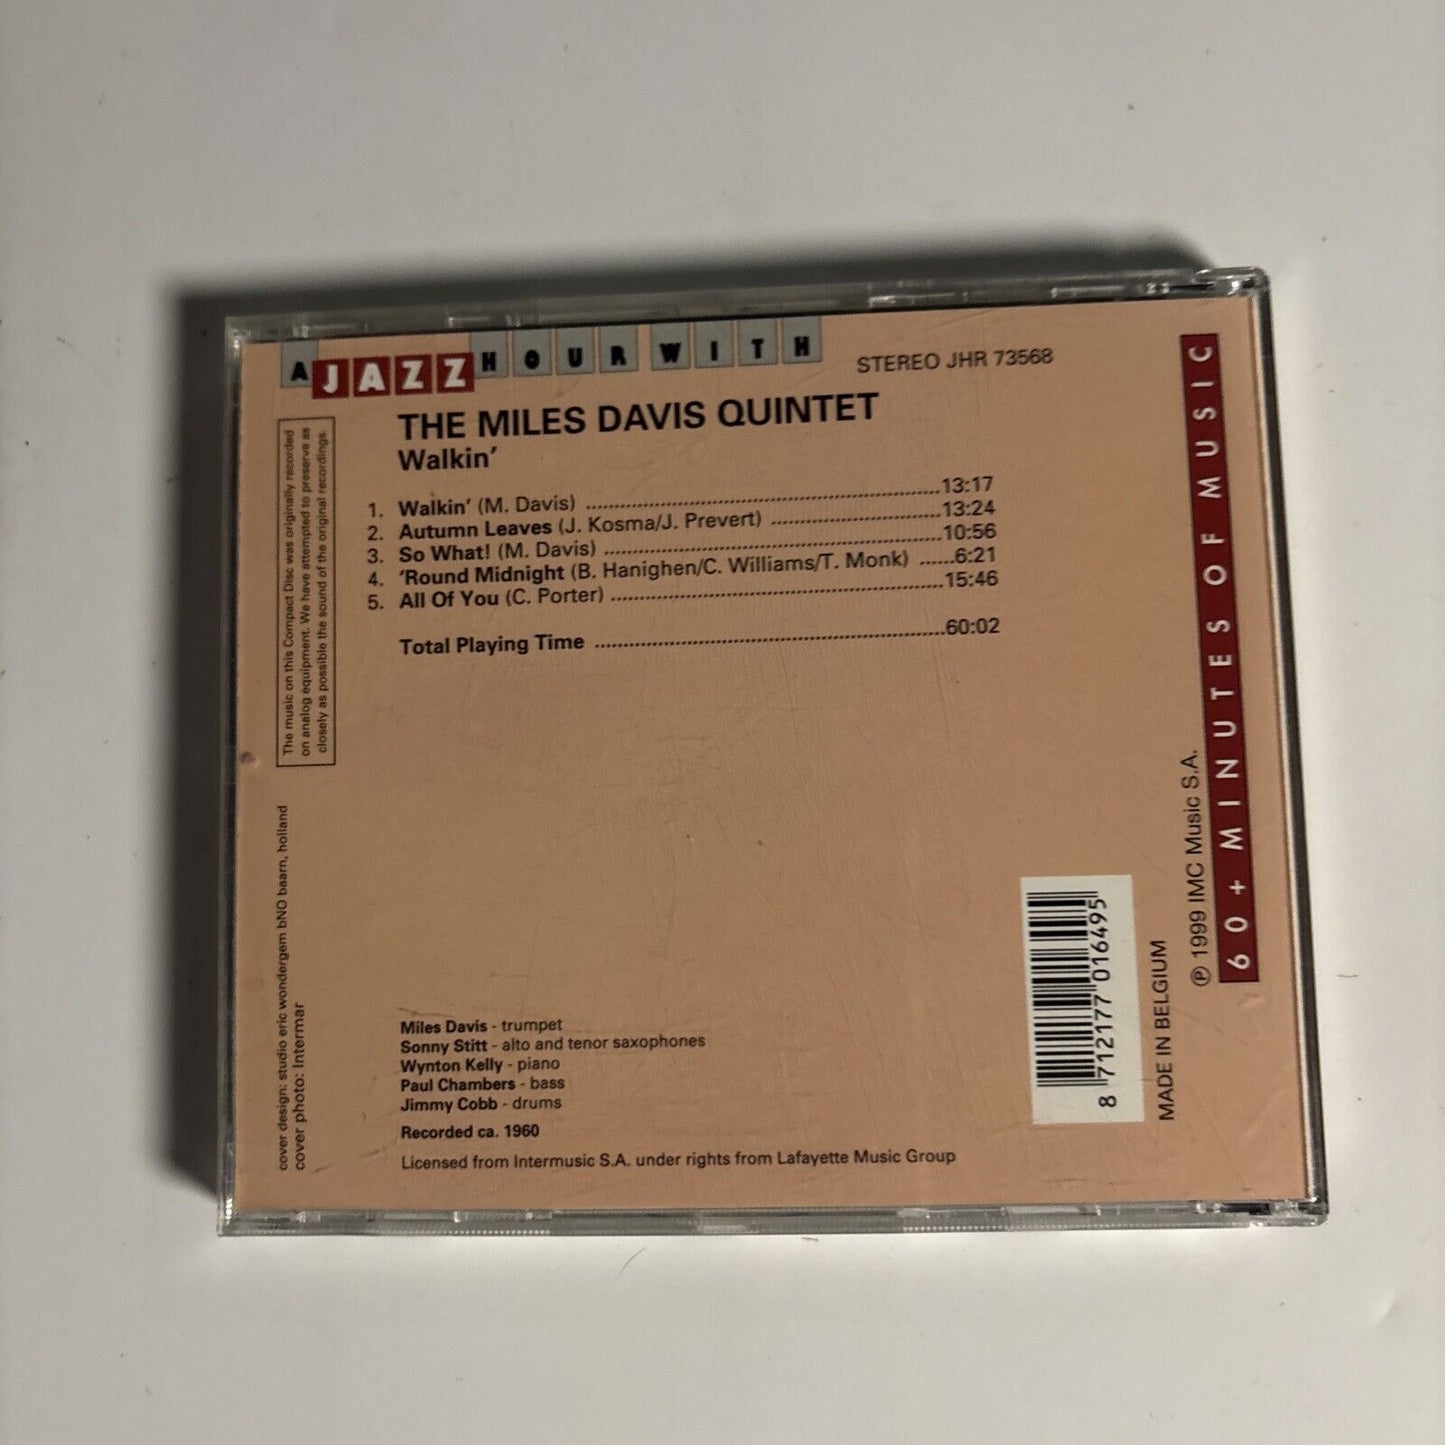 A JAZZ HOUR WITH
STEREO JHR 73568
THE MILES DAVIS QUINTET
Walkin'
1. Walkin' (M. Davis) ......................................................13:17
2. Autumn Leaves (J. Kosma/J. Prevert) ..........................13:24
3. So What! (M. Davis) ...................................................10:56
4. 'Round Midnight (B. Hanighen/C. Williams/T. Monk) ......6:21
5. All Of You (C. Porter) ..................................................15:46
Total Playing Time .....................................................60:02
The music on this Compact Disc was originally recorded
on analog equipment. We have attempted to preserve as
closely as possible the sound of the original recordings.
cover design: studio eric wondergem bNO baarn, holland
cover photo: Intermar
Miles Davis - trumpet
Sonny Stitt - alto and tenor saxophones
Wynton Kelly - piano
Paul Chambers - bass
Jimmy Cobb - drums
Recorded ca. 1960
Licensed from Intermusic S.A. under rights from Lafayette Music Group
8 712177 016495
MADE IN BELGIUM
℗ 1999 IMC Music S.A.
60+ MINUTES OF MUSIC